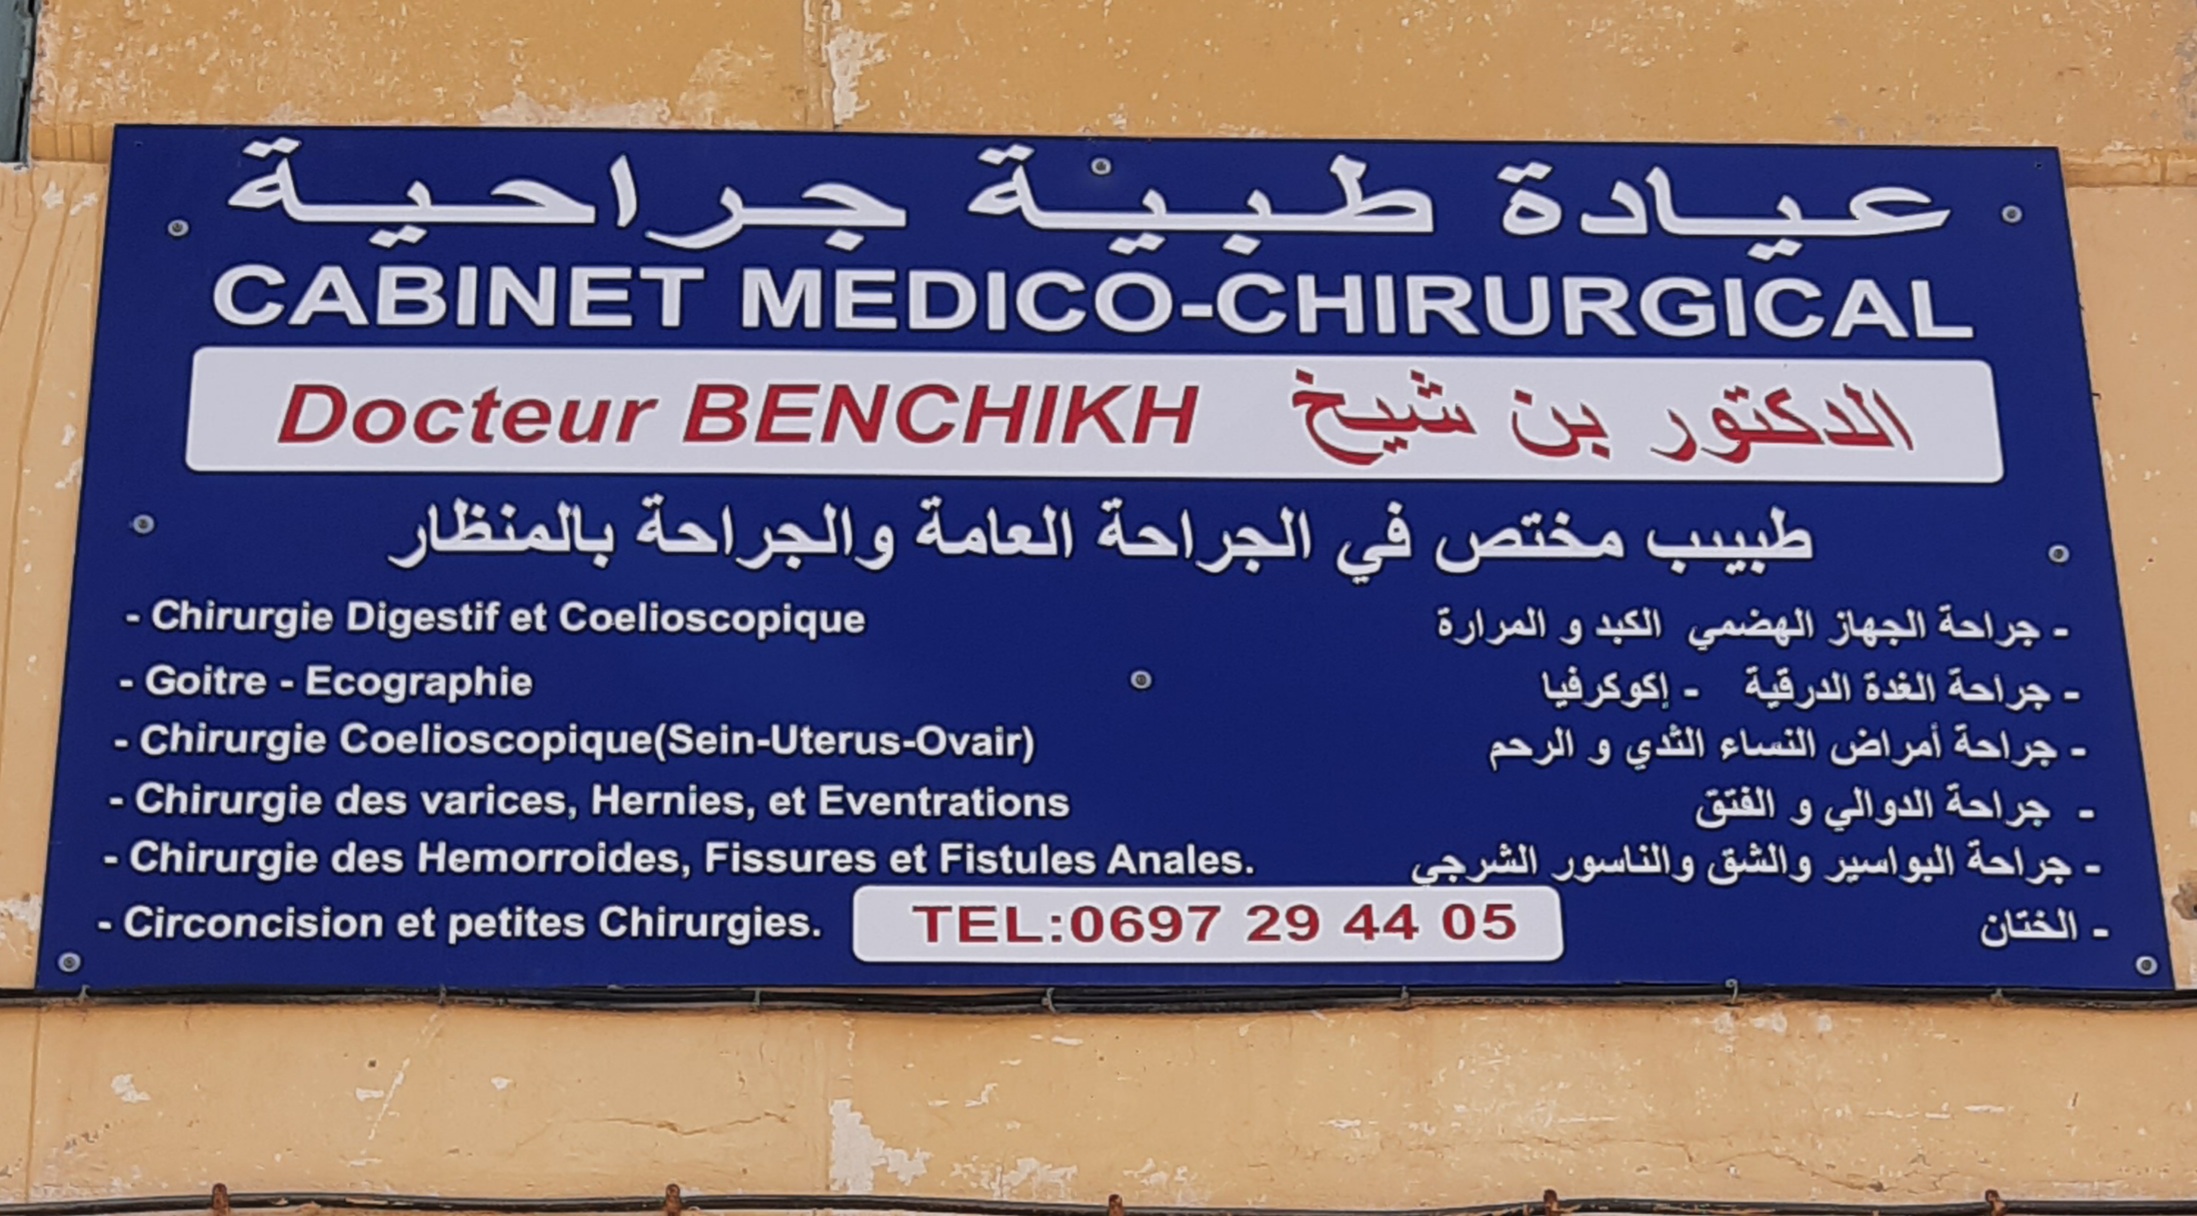 عيادة طبية جراحية
CABINET MEDICO-CHIRURGICAL
Docteur BENCHIKH الدكتور بن شيخ
طبيب مختص في الجراحة العامة والجراحة بالمنظار
- Chirurgie Digestif et Coelioscopique
- Goitre - Ecographie
- Chirurgie Coelioscopique(Sein-Uterus-Ovair)
- Chirurgie des varices, Hernies, et Eventrations
- Chirurgie des Hemorroides, Fissures et Fistules Anales.
- Circoncision et petites Chirurgies.
- جراحة الجهاز الهضمي الكبد و المرارة
- جراحة الغدة الدرقية - إكوكرفيا
- جراحة أمراض النساء الثدي و الرحم
- جراحة الدوالي و الفتق
- جراحة البواسير والشق والناسور الشرجي
- الختان
TEL:0697 29 44 05